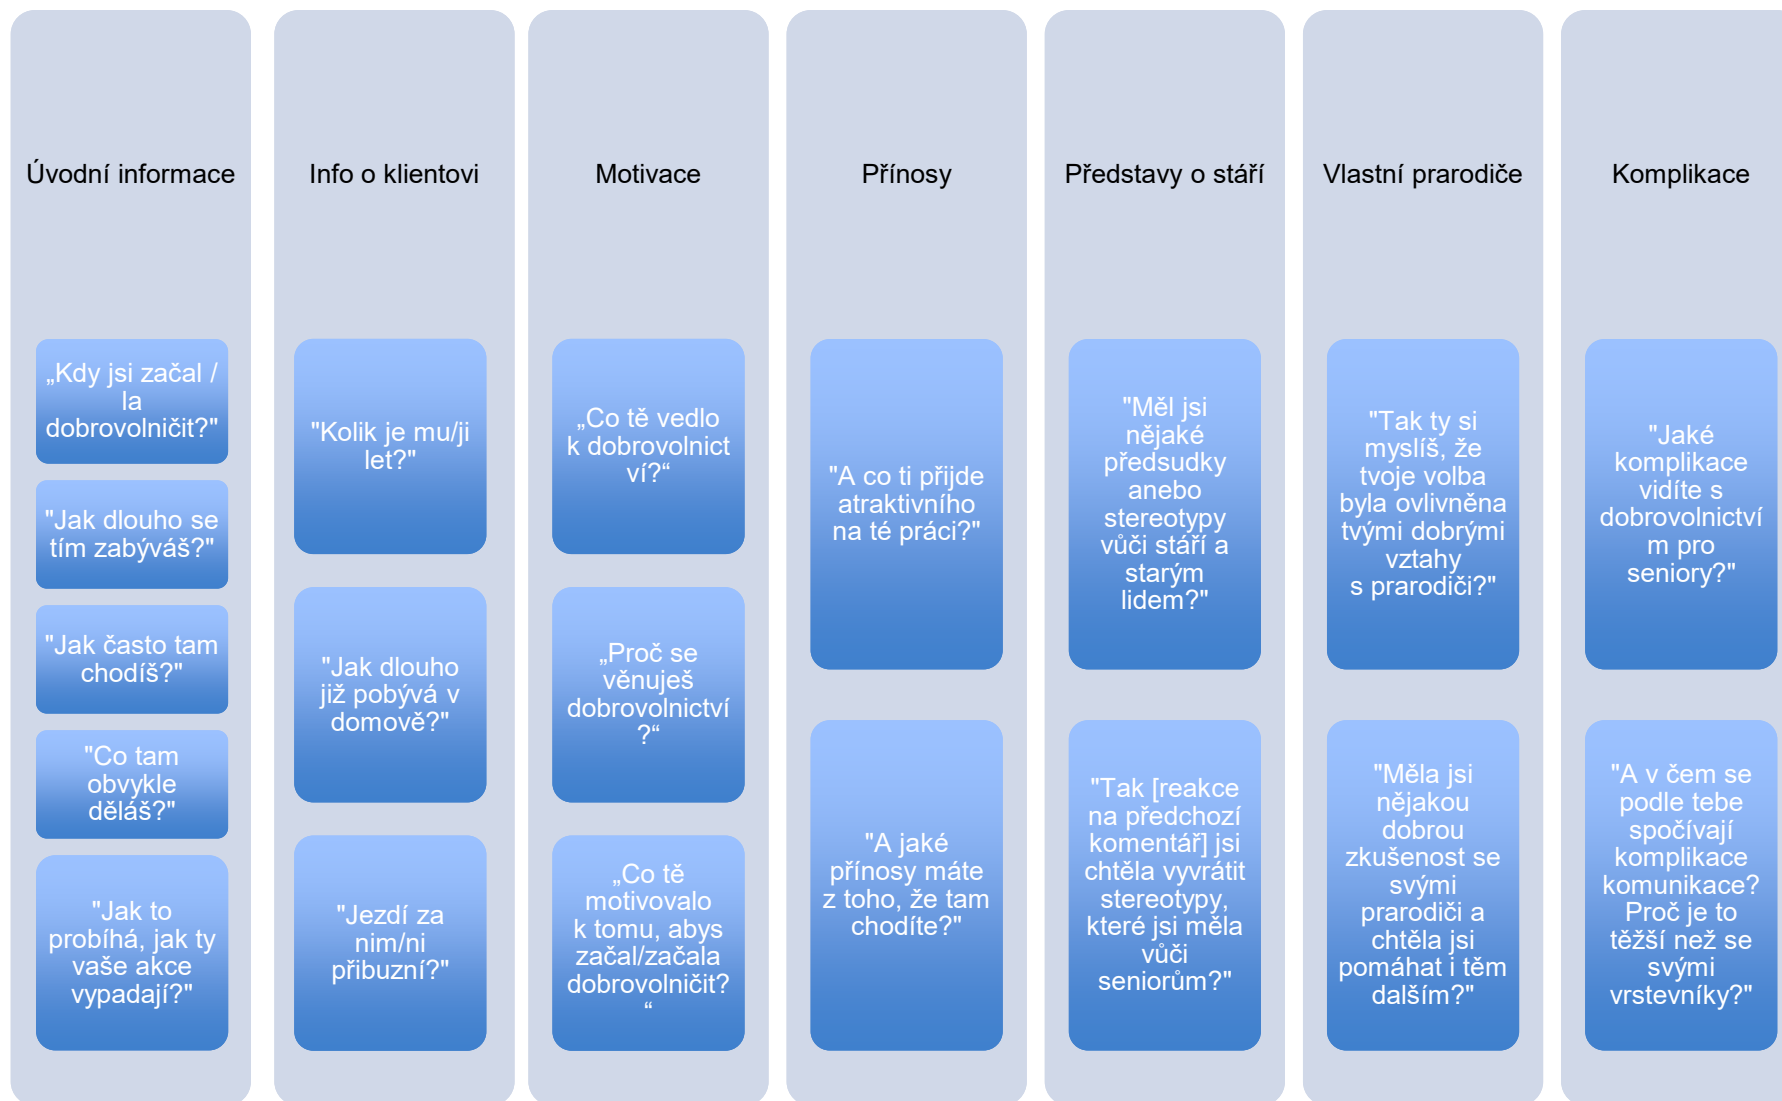 Úvodní informace
„Kdy jsi začal /
la
dobrovolničit?"
"Jak dlouho se
tím zabýváš?"
"Jak často tam
chodíš?"
"Co tam
obvykle
děláš?"
"Jak to
probíhá, jak ty
vaše akce
vypadají?"
Info o klientovi
"Kolik je mu/ji
let?"
"Jak dlouho
již pobývá v
domově?"
"Jezdí za
nim/ni
přibuzní?"
Motivace
„Co tě vedlo
k dobrovolnict
ví?“
„Proč se
věnuješ
dobrovolnictví
?“
„Co tě
motivovalo
k tomu, abys
začal/začala
dobrovolničit?
“
Přínosy
"A co ti přijde
atraktivního
na té práci?"
"A jaké
přínosy máte
z toho, že tam
chodíte?"
Představy o stáří
"Měl jsi
nějaké
předsudky
anebo
stereotypy
vůči stáří a
starým
lidem?"
"Tak [reakce
na předchozí
komentář] jsi
chtěla vyvrátit
stereotypy,
které jsi měla
vůči
seniorům?"
Vlastní prarodiče
"Tak ty si
myslíš, že
tvoje volba
byla ovlivněna
tvými dobrými
vztahy
s prarodiči?"
"Měla jsi
nějakou
dobrou
zkušenost se
svými
prarodiči a
chtěla jsi
pomáhat i těm
dalším?"
Komplikace
"Jaké
komplikace
vidíte s
dobrovolnictví
m pro
seniory?"
"A v čem se
podle tebe
spočívají
komplikace
komunikace?
Proč je to
těžší než se
svými
vrstevníky?"